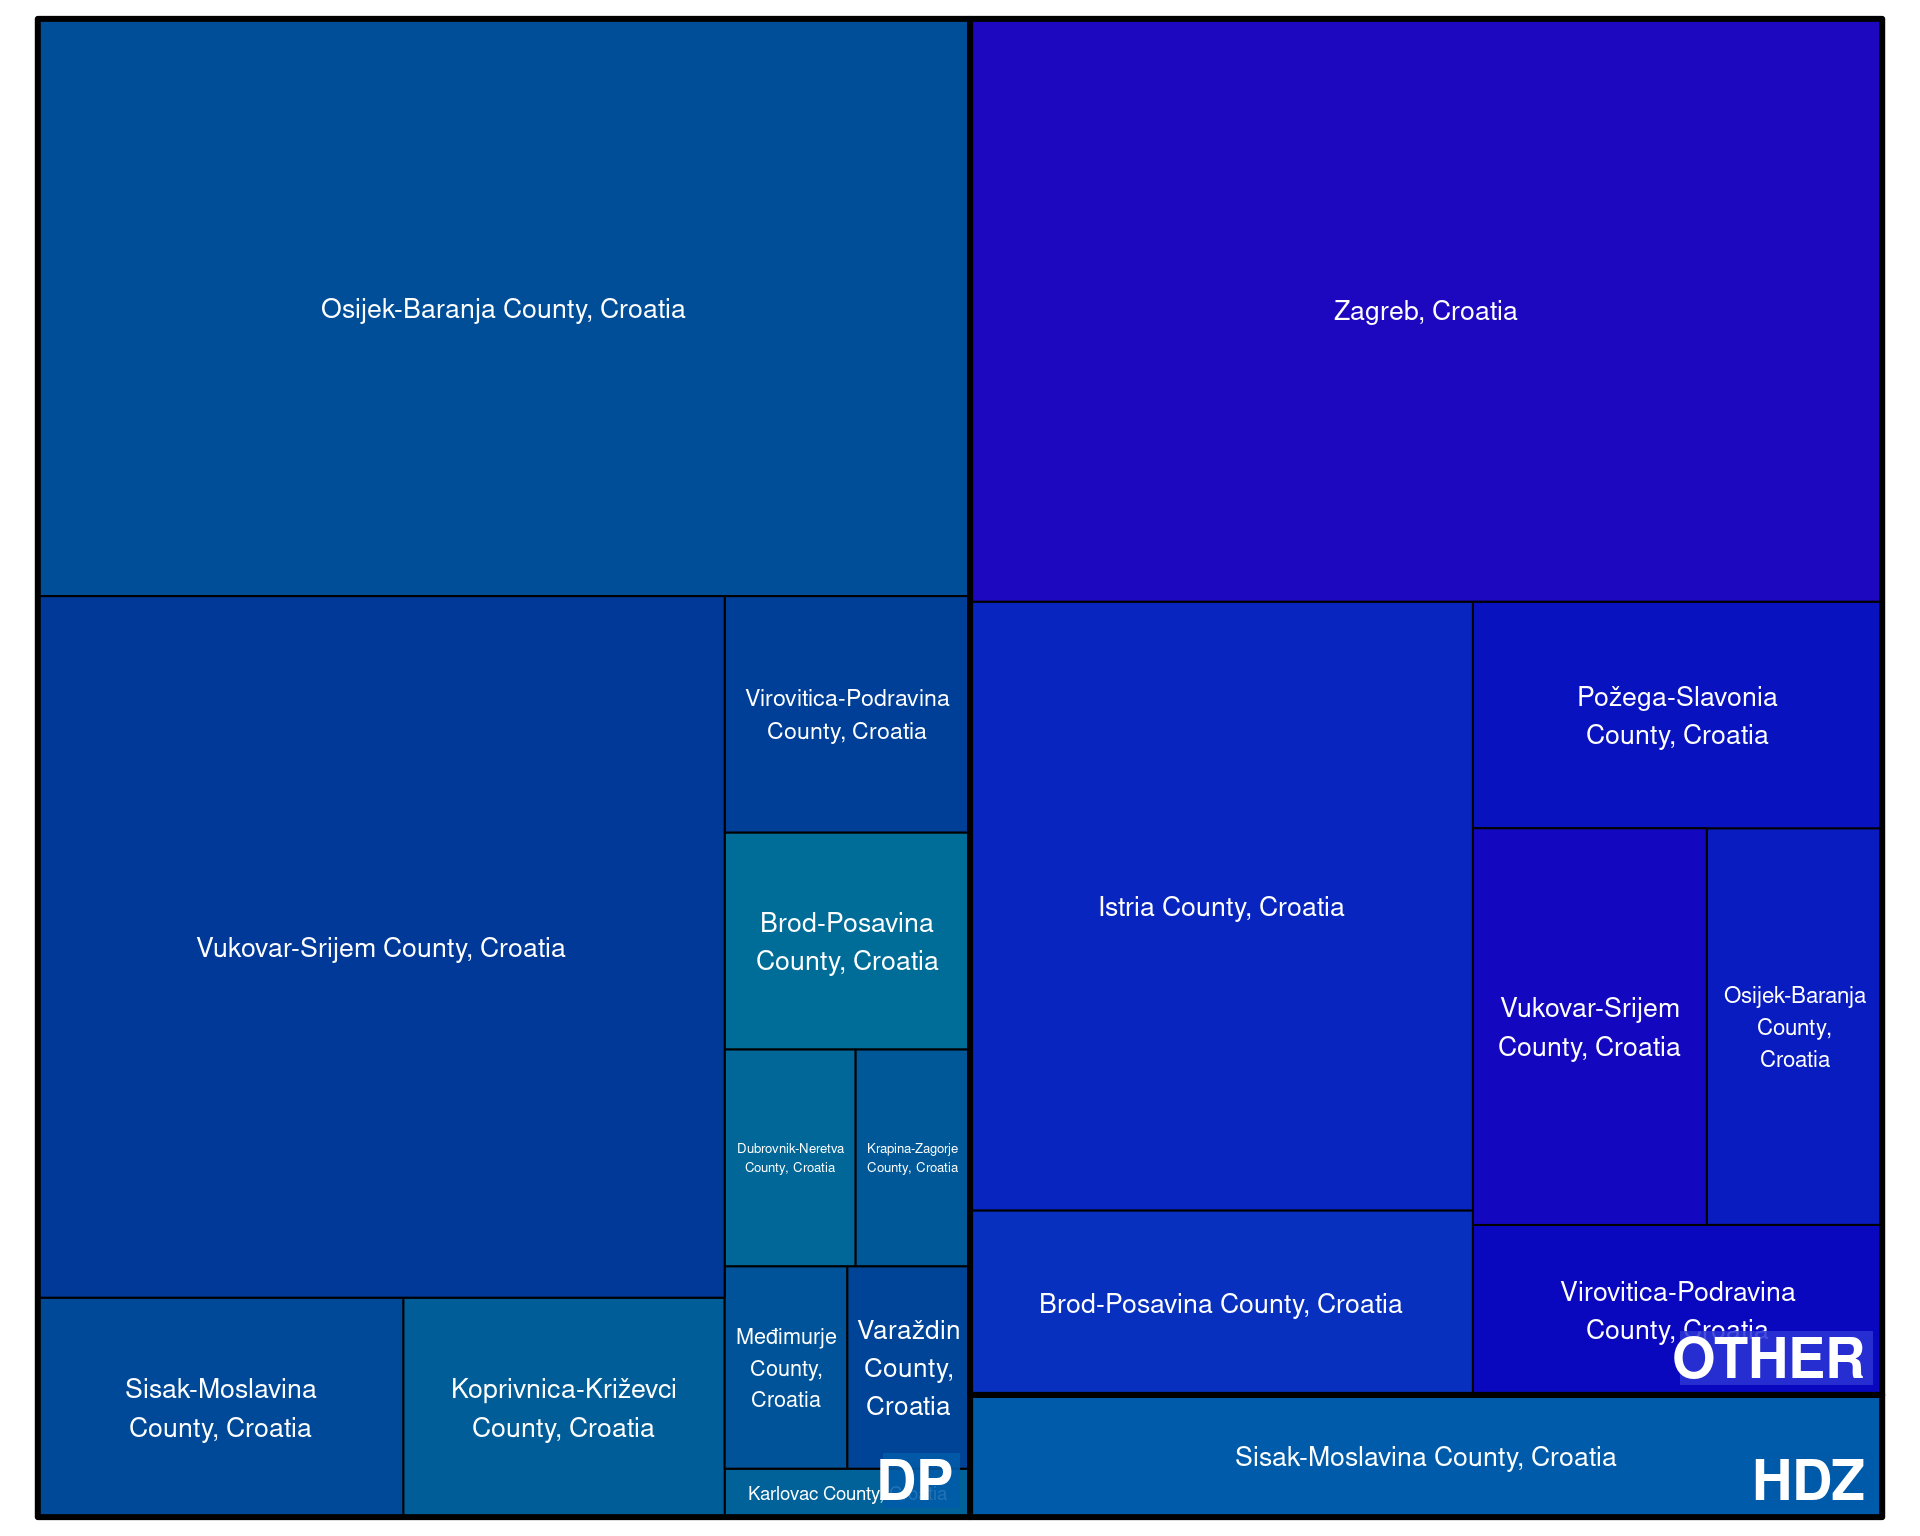 Osijek-Baranja County, Croatia
Vukovar-Srijem County, Croatia
Virovitica-Podravina
County, Croatia
Brod-Posavina
County, Croatia
Dubrovnik-Neretva
County, Croatia
Krapina-Zagorje
County, Croatia
Sisak-Moslavina
County, Croatia
Koprivnica-Križevci
County, Croatia
Međimurje
County,
Croatia
Varaždin
County,
Croatia
Karlovac County, Croatia
DP
Zagreb, Croatia
Istria County, Croatia
Požega-Slavonia
County, Croatia
Vukovar-Srijem
County, Croatia
Osijek-Baranja
County,
Croatia
Brod-Posavina County, Croatia
Virovitica-Podravina
County, Croatia
OTHER
Sisak-Moslavina County, Croatia
HDZ